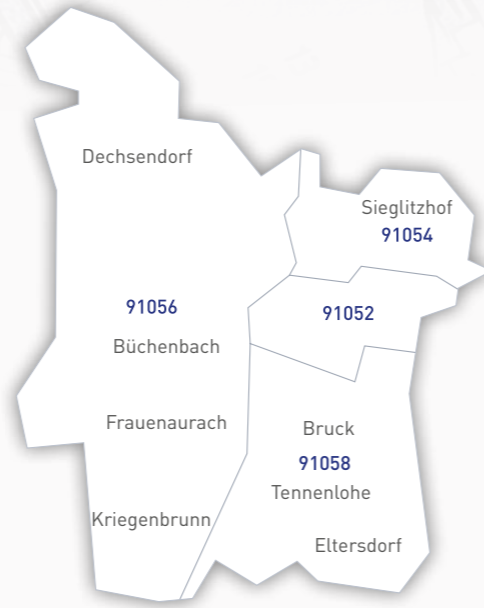 Dechsendorf
Sieglitzhof
91054
91056
91052
Büchenbach
Frauenaurach
Bruck
91058
Tennenlohe
Kriegenbrunn
Eltersdorf